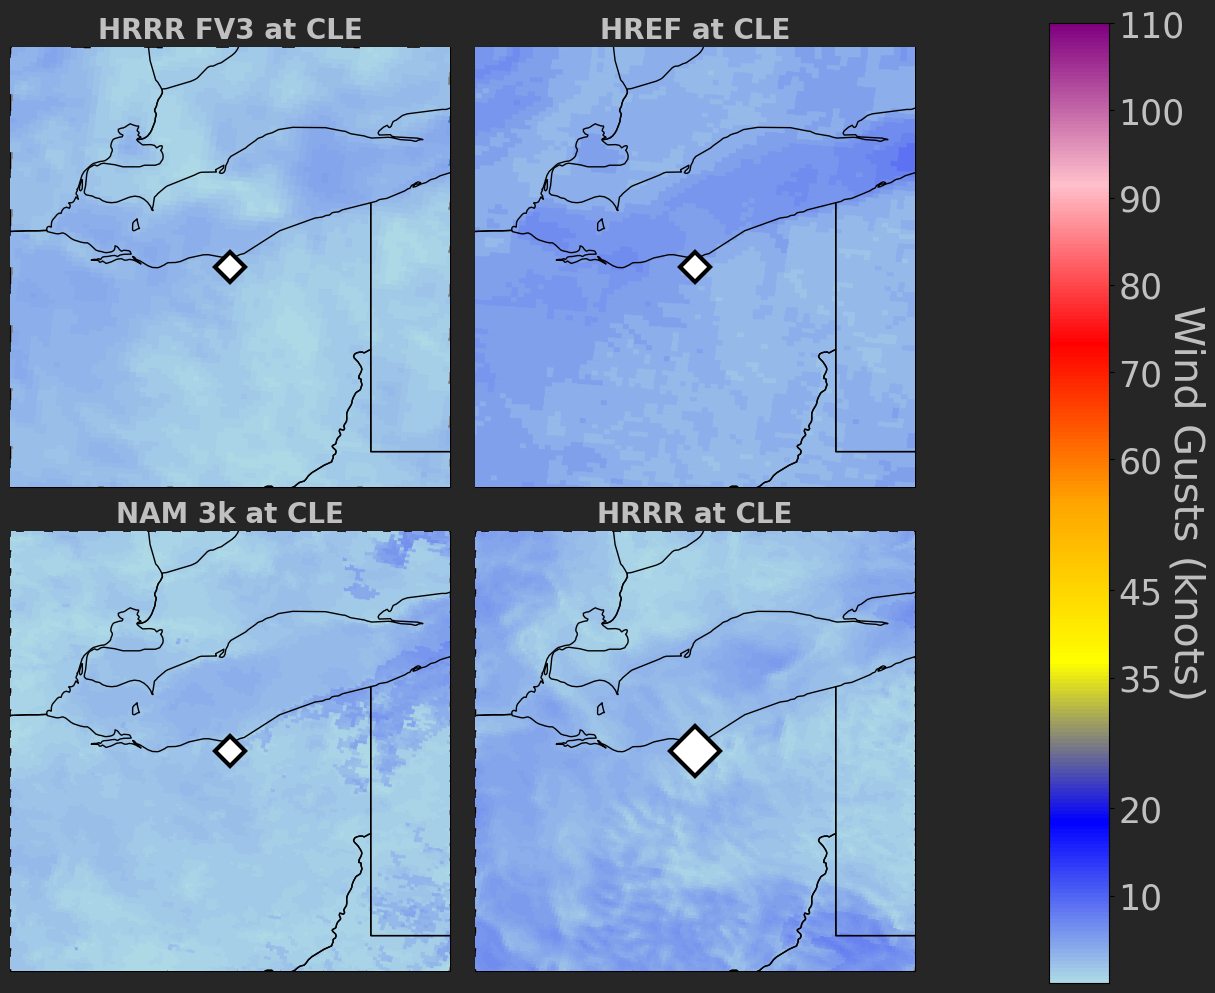 HRRR FV3 at CLE
HREF at CLE
NAM 3k at CLE
HRRR at CLE
110
100
90
80
70
60
45
35
20
10
Wind Gusts (knots)